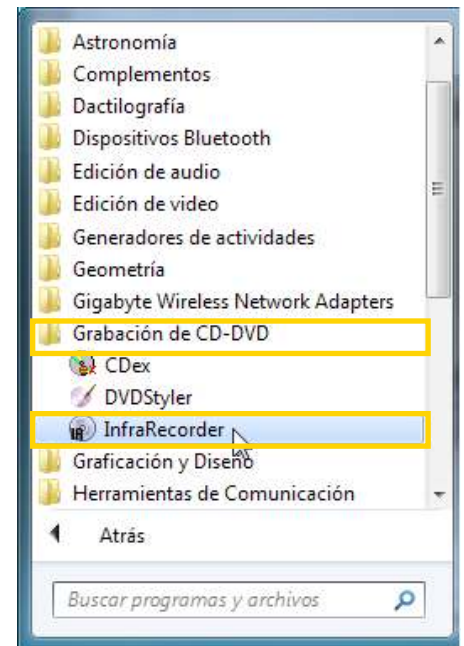 Astronomía
Complementos
Dactilografía
Dispositivos Bluetooth
Edición de audio
Edición de video
Generadores de actividades
Geometría
Gigabyte Wireless Network Adapters
Grabación de CD-DVD
CDex
DVDStyler
InfraRecorder
Graficación y Diseño
Herramientas de Comunicación
Atrás
Buscar programas y archivos